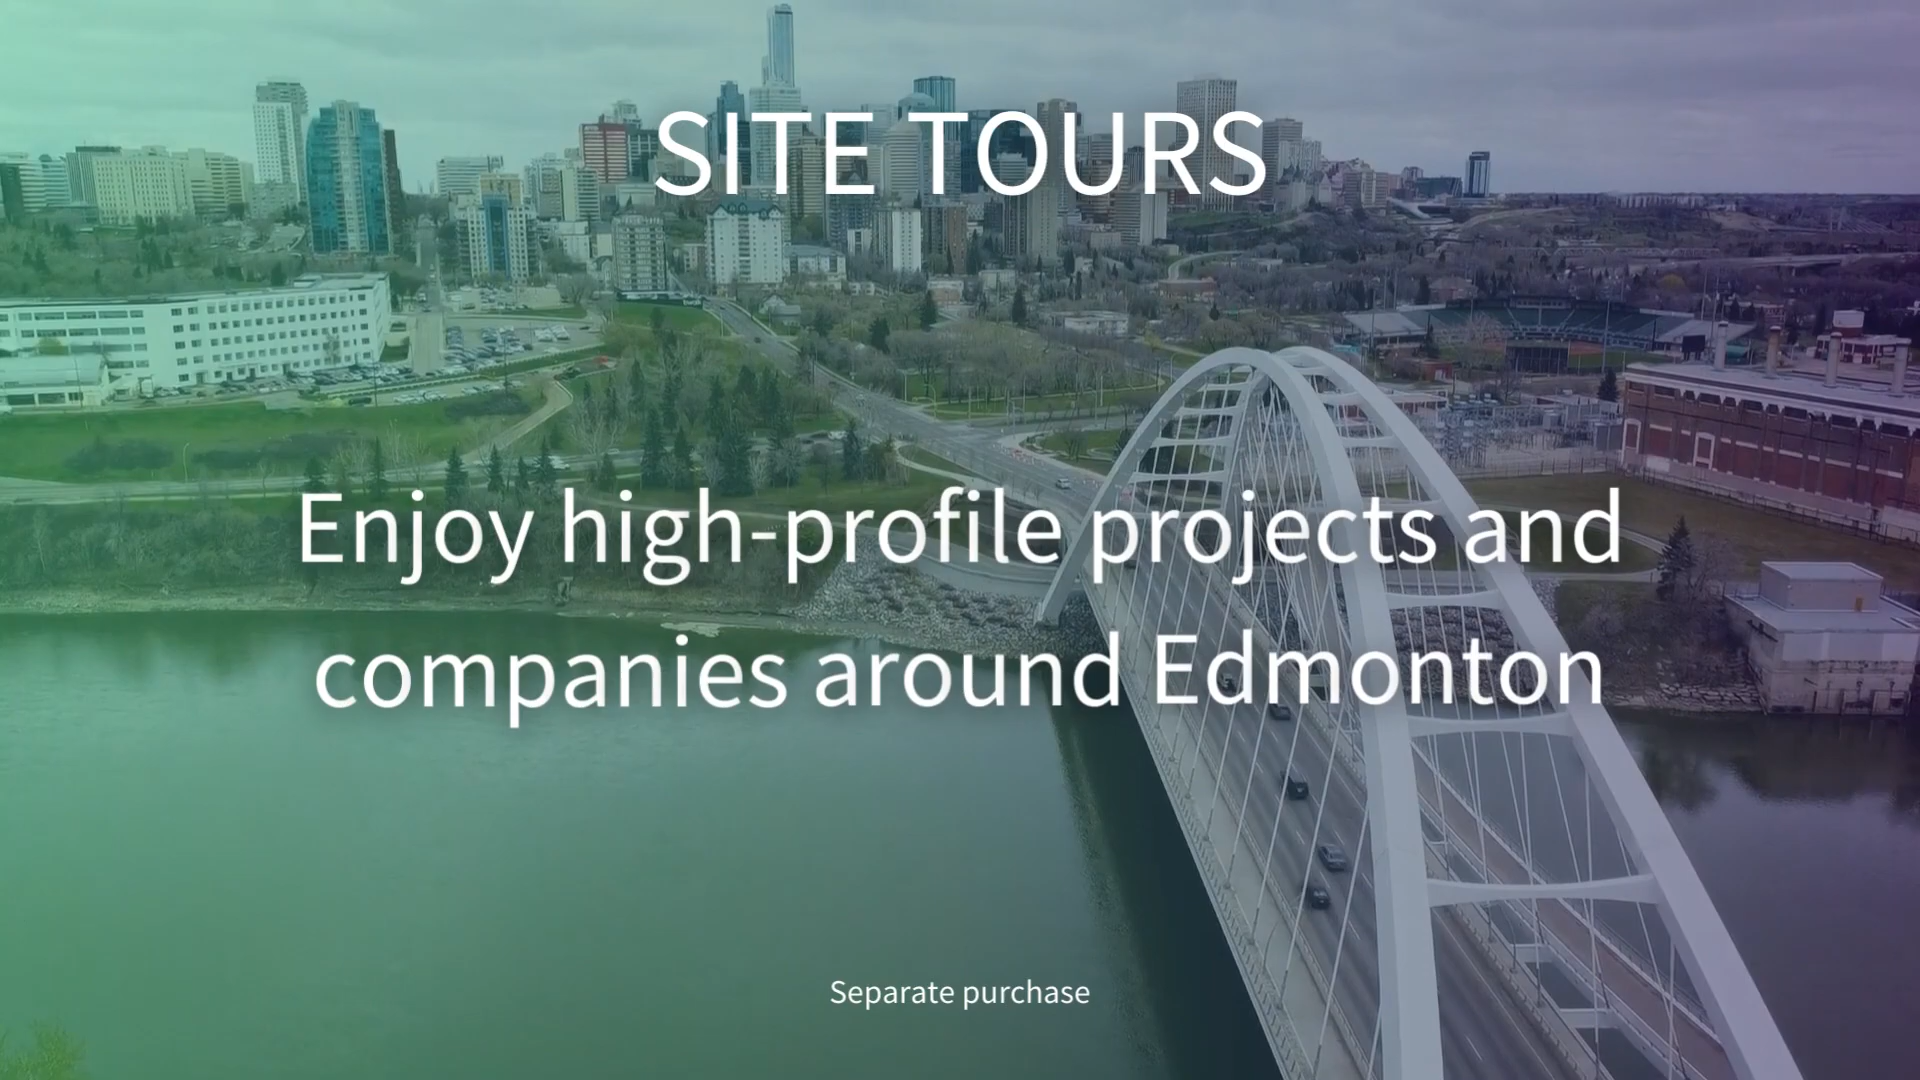 SITE TOURS
Enjoy high-profile projects and
companies around Edmonton
Separate purchase